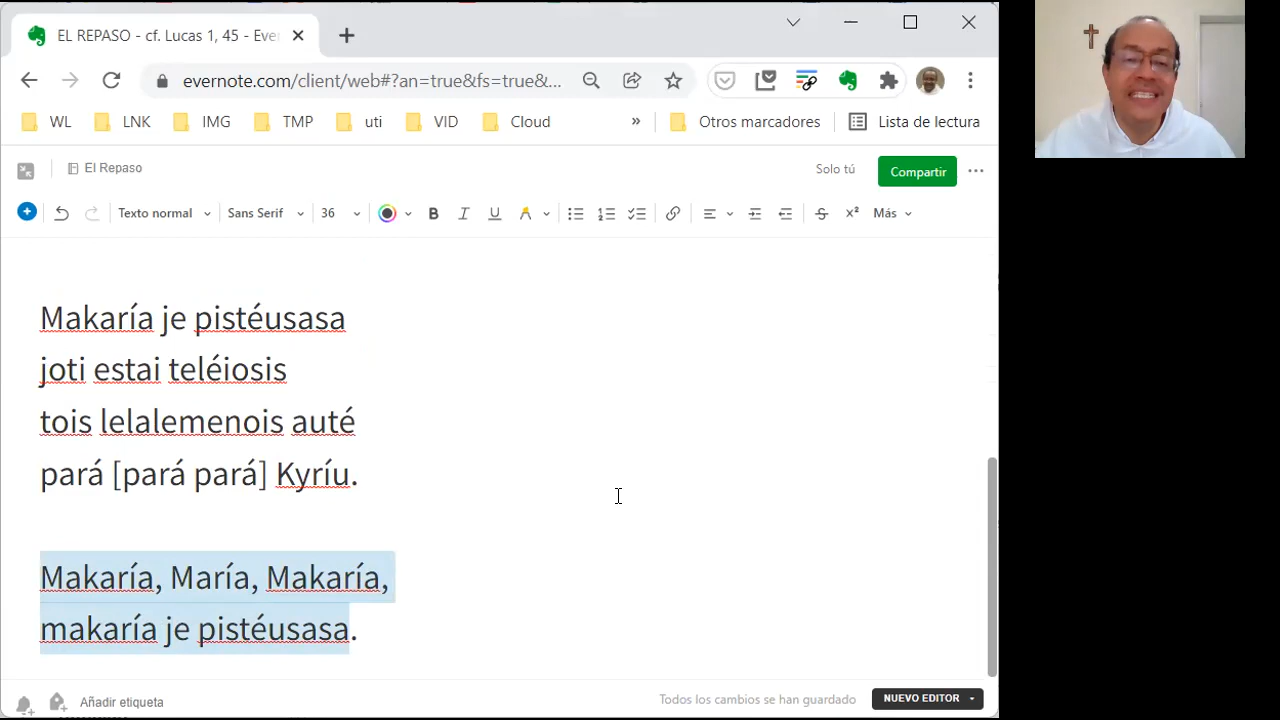 EL REPASO - cf. Lucas 1, 45 - Ever
evernote.com/client/web#?an=true&fs=true&...
WL LNK IMG TMP uti VID Cloud » Otros marcadores Lista de lectura
El Repaso Solo tú Compartir
Texto normal Sans Serif 36 B I U A x² Más
Makaría je pistéusasa
joti estai teléiosis
tois lelalemenois auté
pará [pará pará] Kyríu.
Makaría, María, Makaría,
makaría je pistéusasa.
Añadir etiqueta Todos los cambios se han guardado NUEVO EDITOR